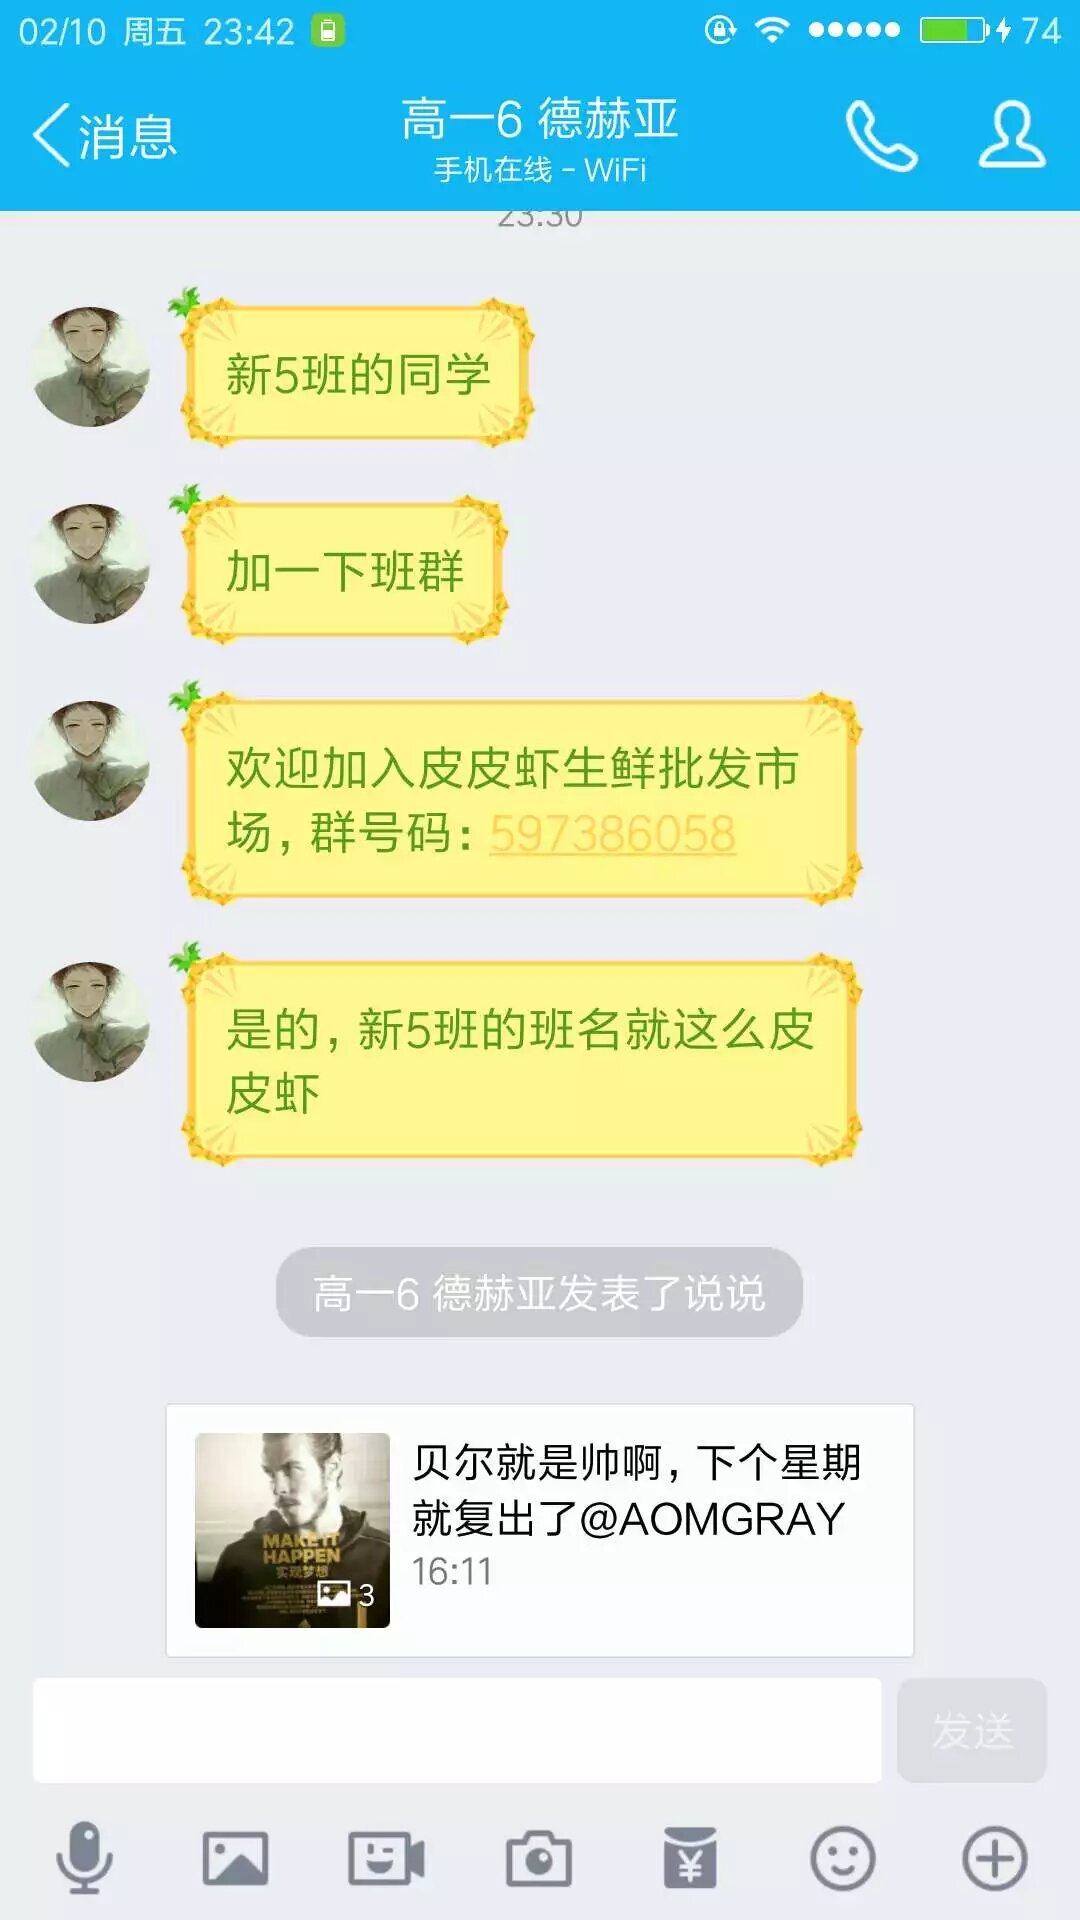 02/10 周五 23:42
74
消息
高一6 德赫亚
手机在线 - WiFi
23:30
新5班的同学
加一下班群
欢迎加入皮皮虾生鲜批发市
场，群号码：597386058
是的，新5班的班名就这么皮
皮虾
高一6 德赫亚发表了说说
贝尔就是帅啊，下个星期
就复出了@AOMGRAY
16:11
MAKE IT
HAPPEN
实现梦想
3
发送